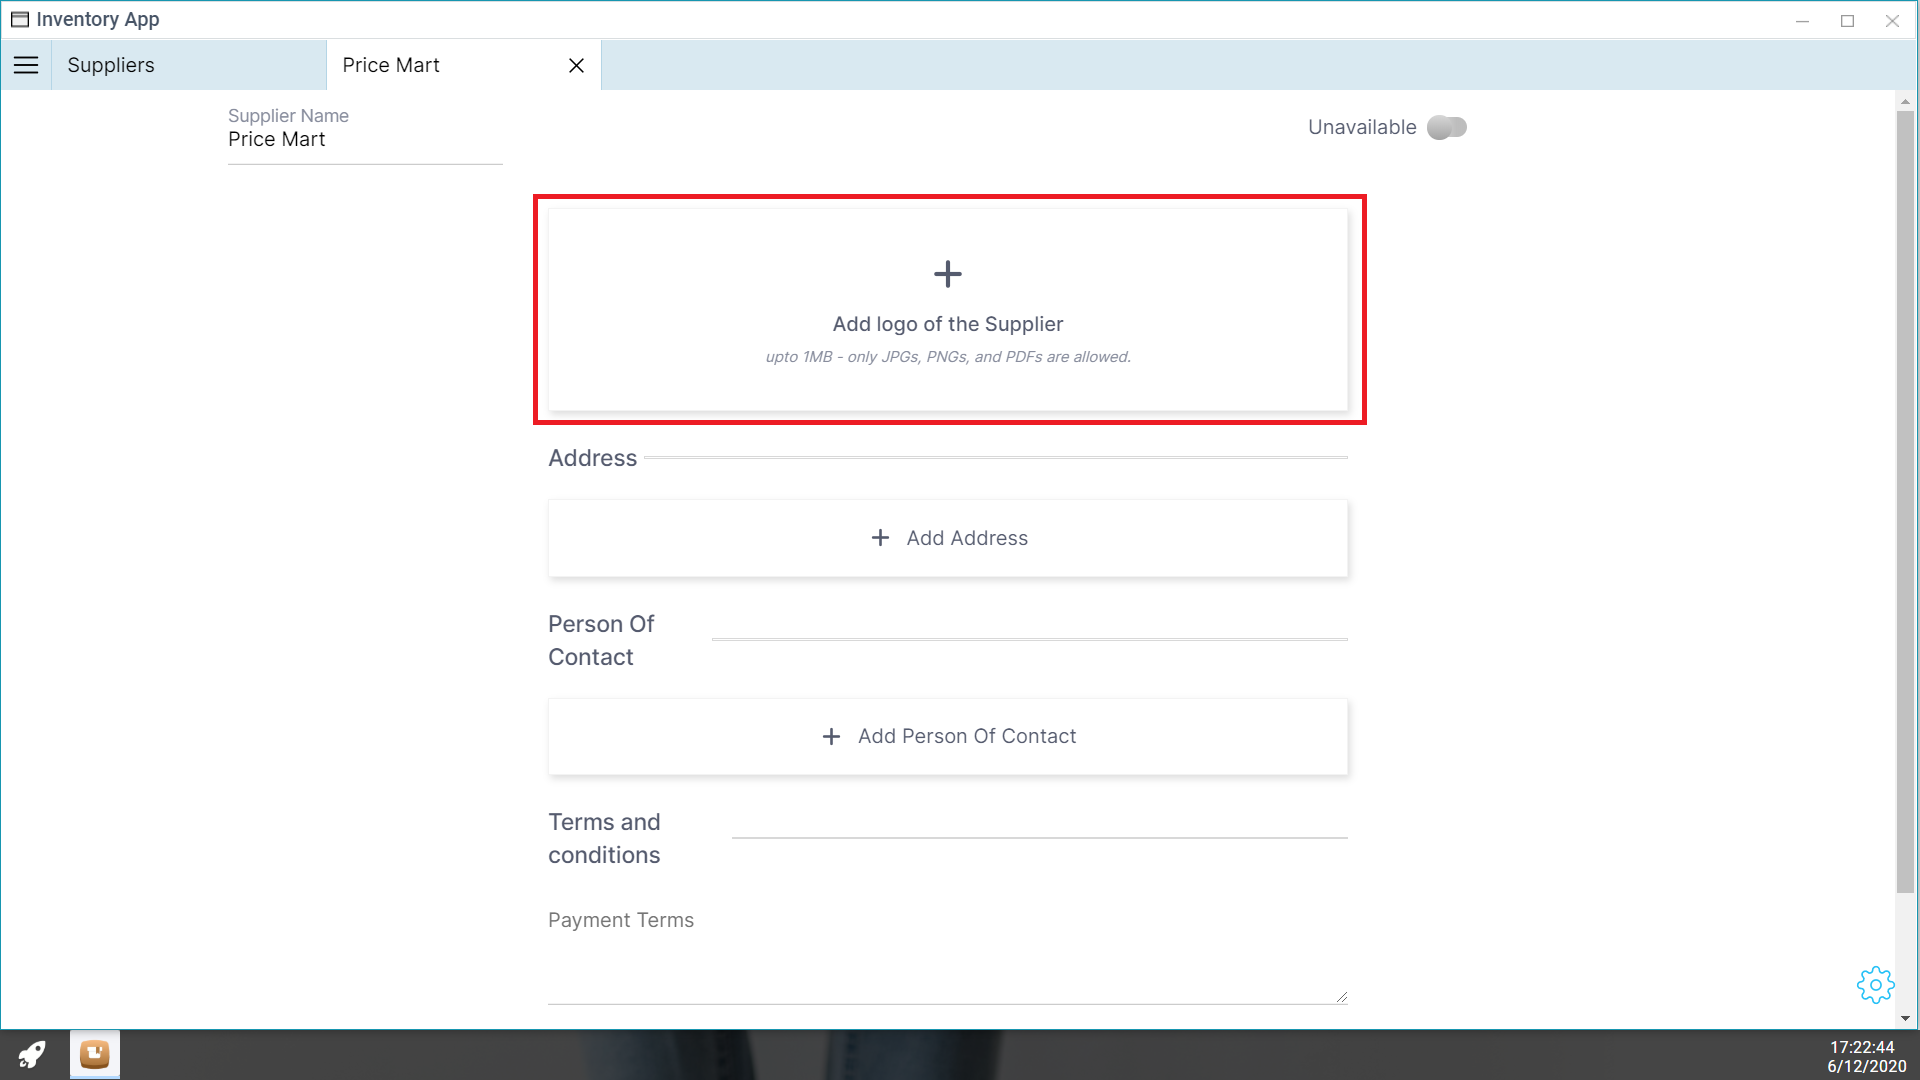 Inventory App
Suppliers
Price Mart
Supplier Name
Price Mart
Unavailable
Add logo of the Supplier
upto 1MB - only JPGs, PNGs, and PDFs are allowed.
Address
Add Address
Person Of
Contact
Add Person Of Contact
Terms and
conditions
Payment Terms
17:22:44
6/12/2020